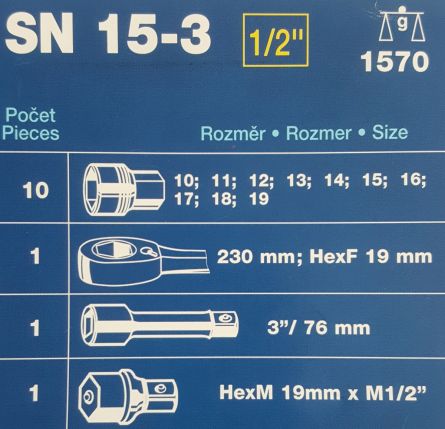 SN 15-3 1/2" g
1570
Počet
Pieces Rozměr • Rozmer • Size
10 10; 11; 12; 13; 14; 15; 16;
17; 18; 19
1 230 mm; HexF 19 mm
1 3”/ 76 mm
1 HexM 19mm x M1/2”